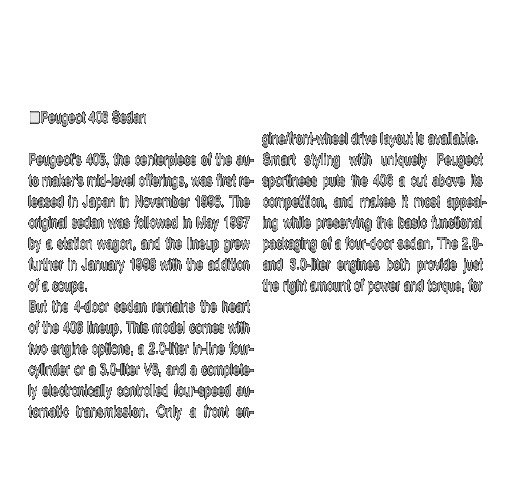 ■Peugeot 406 Sedan
Peugeot's 406, the centerpiece of the au-
to maker's mid-level offerings, was first re-
leased in Japan in November 1996. The
original sedan was followed in May 1997
by a station wagon, and the lineup grew
further in January 1998 with the addition
of a coupe.
But the 4-door sedan remains the heart
of the 406 lineup. This model comes with
two engine options, a 2.0-liter in-line four-
cylinder or a 3.0-liter V6, and a complete-
ly electronically controlled four-speed au-
tomatic transmission. Only a front en-
gine/front-wheel drive layout is available.
Smart styling with uniquely Peugeot
sportiness puts the 406 a cut above its
competition, and makes it most appeal-
ing while preserving the basic functional
packaging of a four-door sedan. The 2.0-
and 3.0-liter engines both provide just
the right amount of power and torque, for